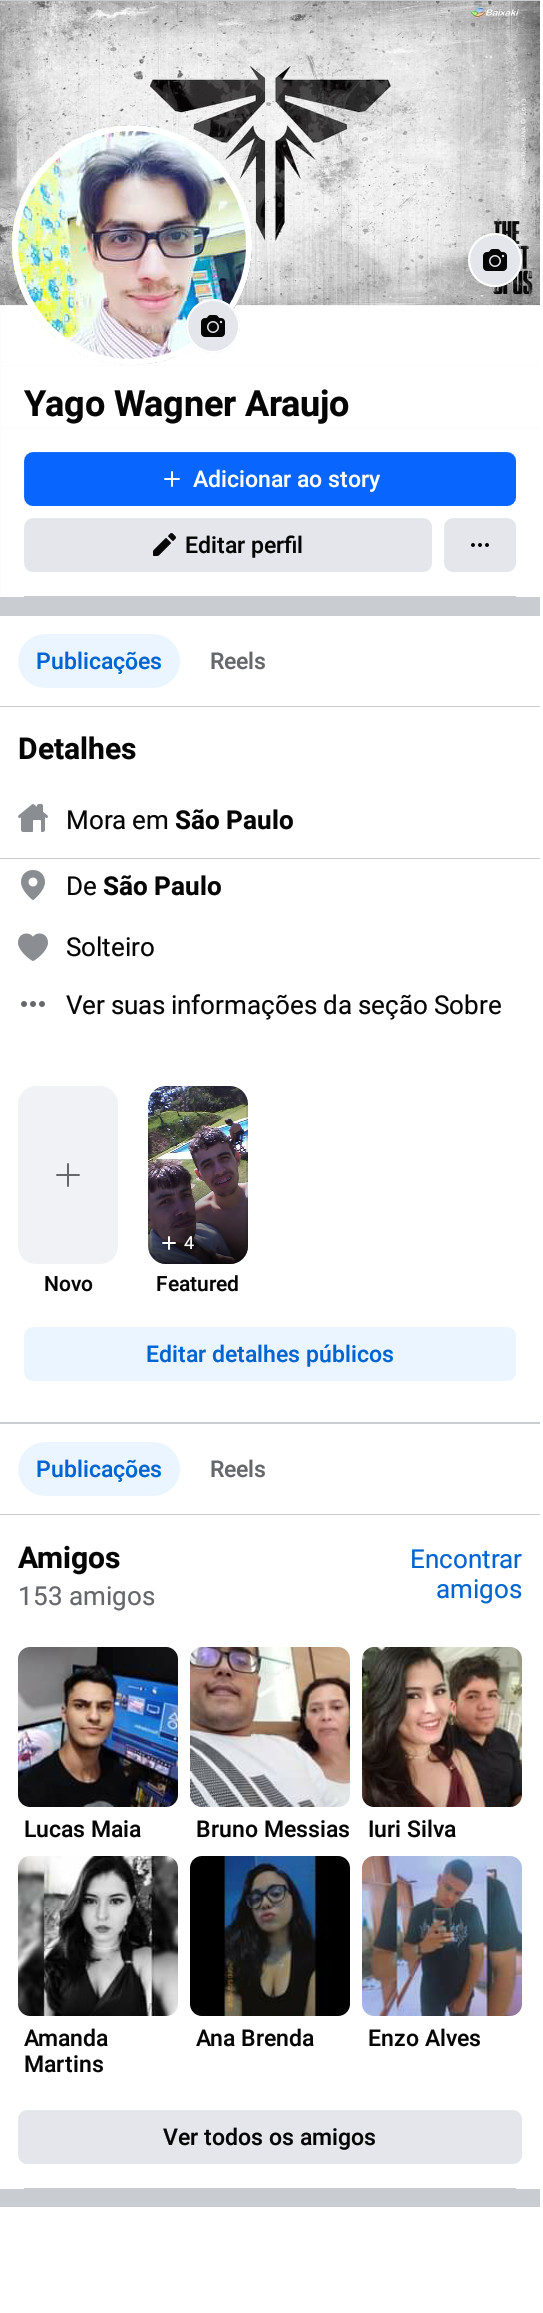 Baixaki
THE
US
Yago Wagner Araujo
+ Adicionar ao story
Editar perfil
Publicações Reels
Detalhes
Mora em São Paulo
De São Paulo
Solteiro
Ver suas informações da seção Sobre
+ 4
Novo Featured
Editar detalhes públicos
Publicações Reels
Amigos
Encontrar
amigos
153 amigos
Lucas Maia Bruno Messias Iuri Silva
Amanda
Martins
Ana Brenda Enzo Alves
Ver todos os amigos